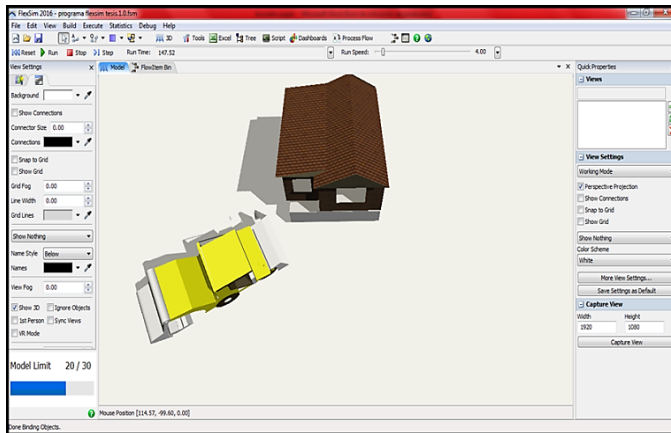 FlexSim 2016 - programa flexsim tesis.1.0.fsm
File Edit View Build Execute Statistics Debug Help
3D Tools Excel Tree Script Dashboards Process Flow
Reset Run Stop Step Run Time: 147.52 Run Speed: 4.00
View Settings
Model FlowItem Bin
Quick Properties
Background
Show Connections
Connector Size 0.00
Connections
Snap to Grid
Show Grid
Grid Fog 0.00
Line Width 0.00
Grid Lines
Show Nothing
Name Style Below
Names
View Fog 0.00
Show 3D Ignore Objects
1st Person Sync Views
VR Mode
Model Limit 20 / 30
Views
View Settings
Working Mode
Perspective Projection
Show Connections
Snap to Grid
Show Grid
Show Nothing
Color Scheme
White
More View Settings...
Save Settings as Default
Capture View
Width Height
1920 1080
Capture View
Mouse Position [114.57, -99.60, 0.00]
Done Binding Objects.